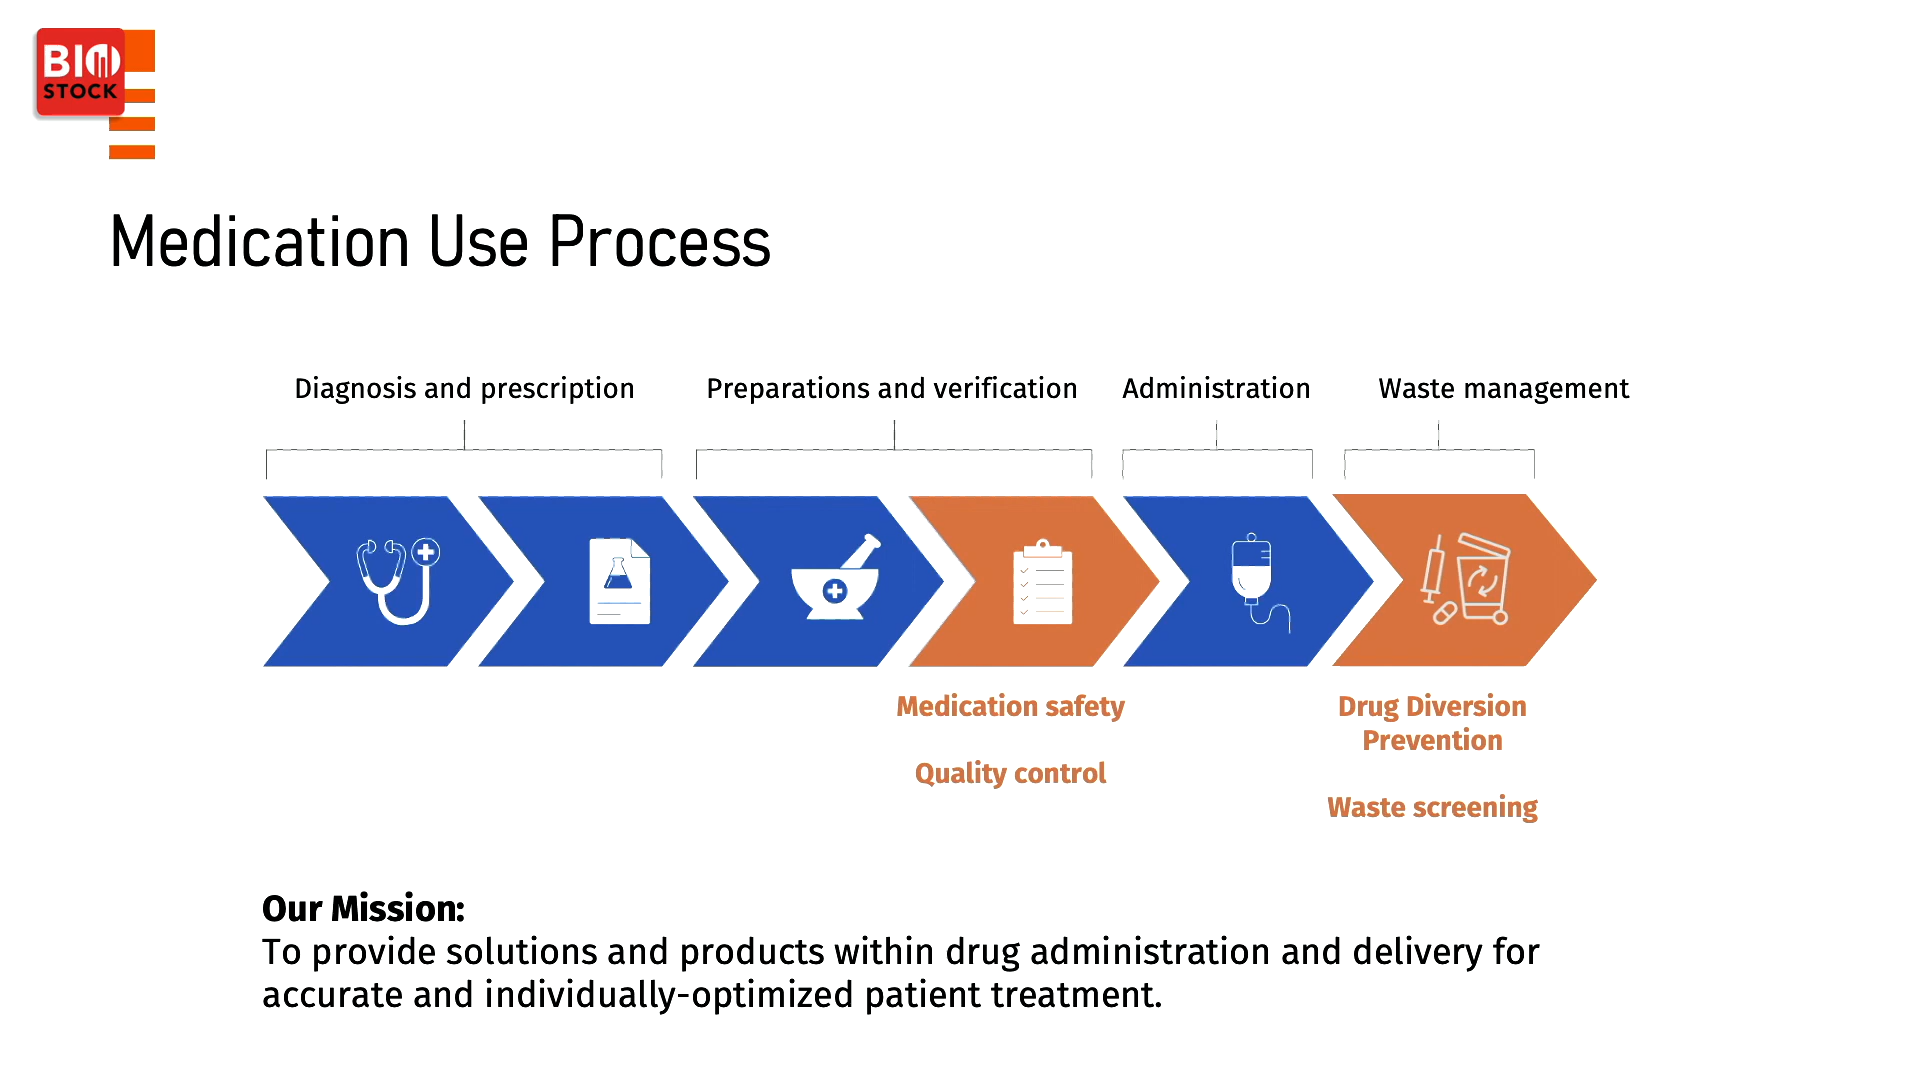 BIO
STOCK
Medication Use Process
Diagnosis and prescription
Preparations and verification
Administration
Waste management
Medication safety
Quality control
Drug Diversion
Prevention
Waste screening
Our Mission:
To provide solutions and products within drug administration and delivery for
accurate and individually-optimized patient treatment.